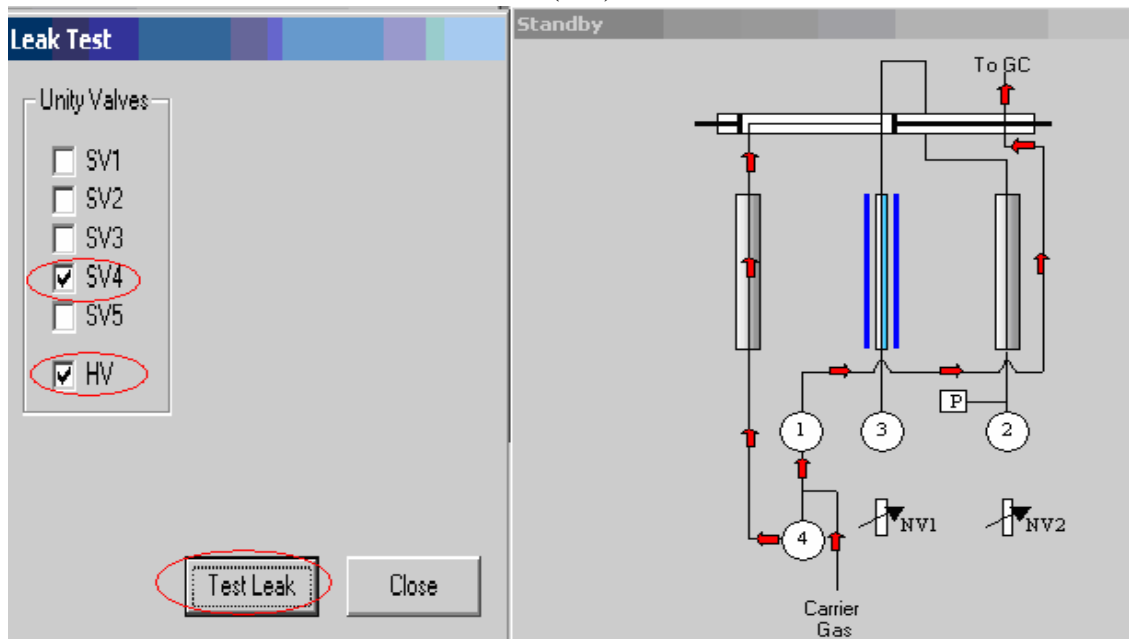 Leak Test
Unity Valves
SV1
SV2
SV3
SV4
SV5
HV
Test Leak
Close
Standby
To GC
P
1
3
2
NV1
NV2
4
Carrier
Gas